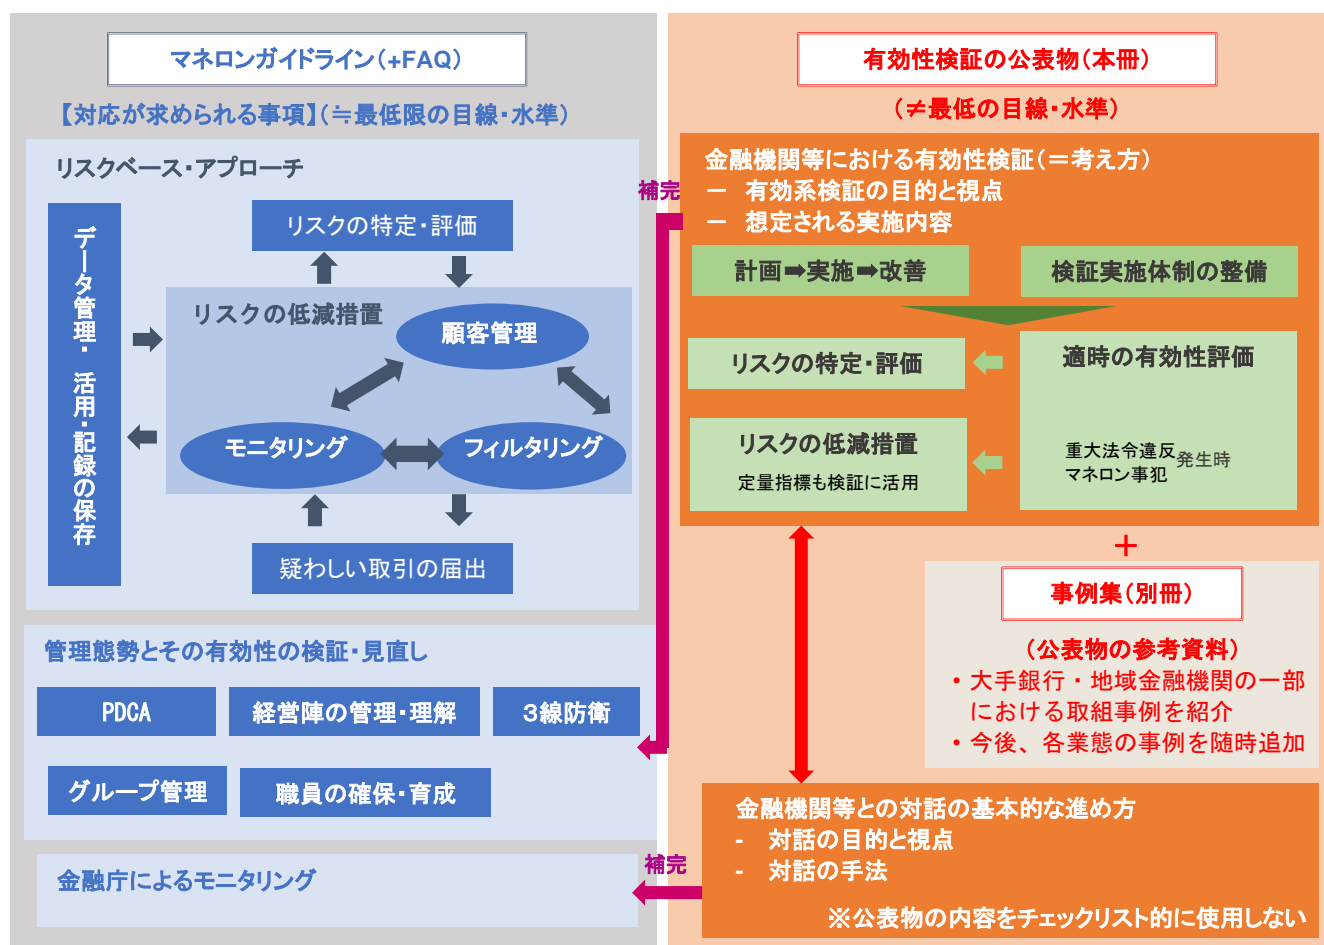 マネロンガイドライン(+FAQ)
【対応が求められる事項】(≒最低限の目線・水準)
リスクベース・アプローチ
データ管理・ 活用・記録の保存
リスクの特定・評価
リスクの低減措置
顧客管理
モニタリング
フィルタリング
疑わしい取引の届出
管理態勢とその有効性の検証・見直し
PDCA
経営陣の管理・理解
3線防衛
グループ管理
職員の確保・育成
金融庁によるモニタリング
補完
補完
有効性検証の公表物(本冊)
(≠最低の目線・水準)
金融機関等における有効性検証(=考え方)
― 有効系検証の目的と視点
― 想定される実施内容
計画➡実施➡改善
検証実施体制の整備
リスクの特定・評価
適時の有効性評価
リスクの低減措置
定量指標も検証に活用
重大法令違反
マネロン事犯
発生時
+
事例集(別冊)
(公表物の参考資料)
・大手銀行・地域金融機関の一部
における取組事例を紹介
・今後、各業態の事例を随時追加
金融機関等との対話の基本的な進め方
- 対話の目的と視点
- 対話の手法
※公表物の内容をチェックリスト的に使用しない